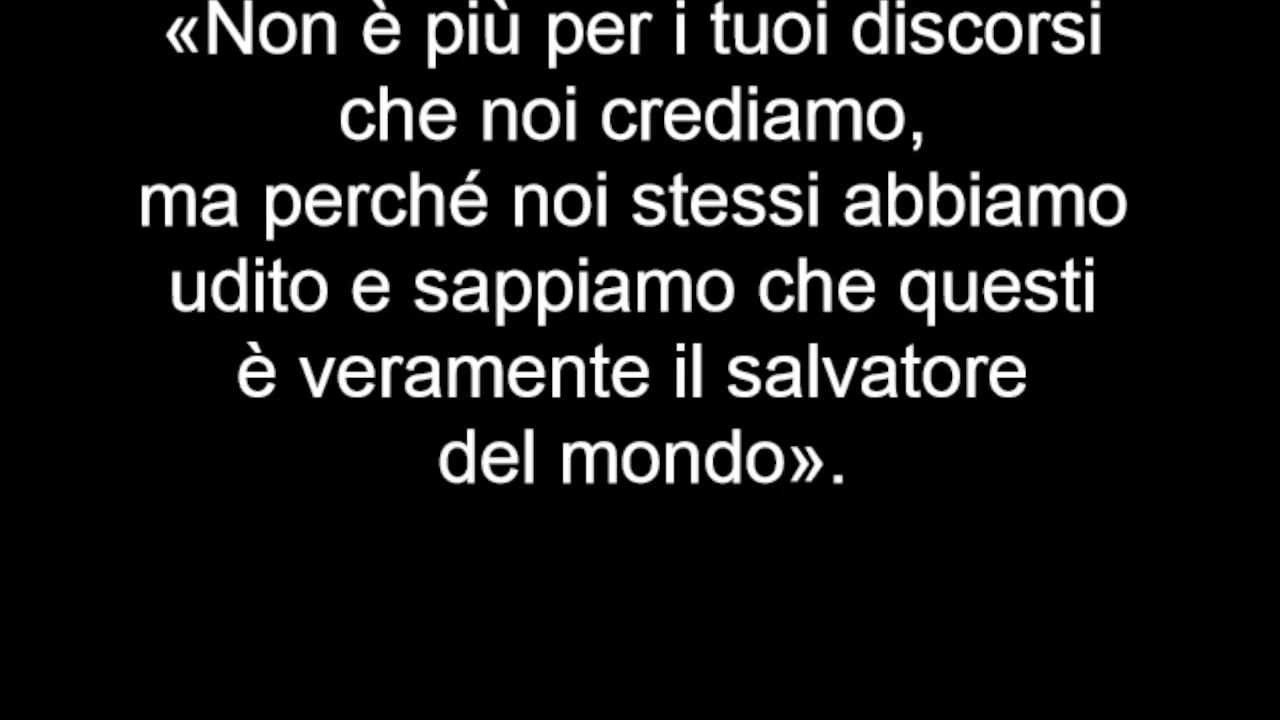 «Non è più per i tuoi discorsi
che noi crediamo,
ma perché noi stessi abbiamo
udito e sappiamo che questi
è veramente il salvatore
del mondo».